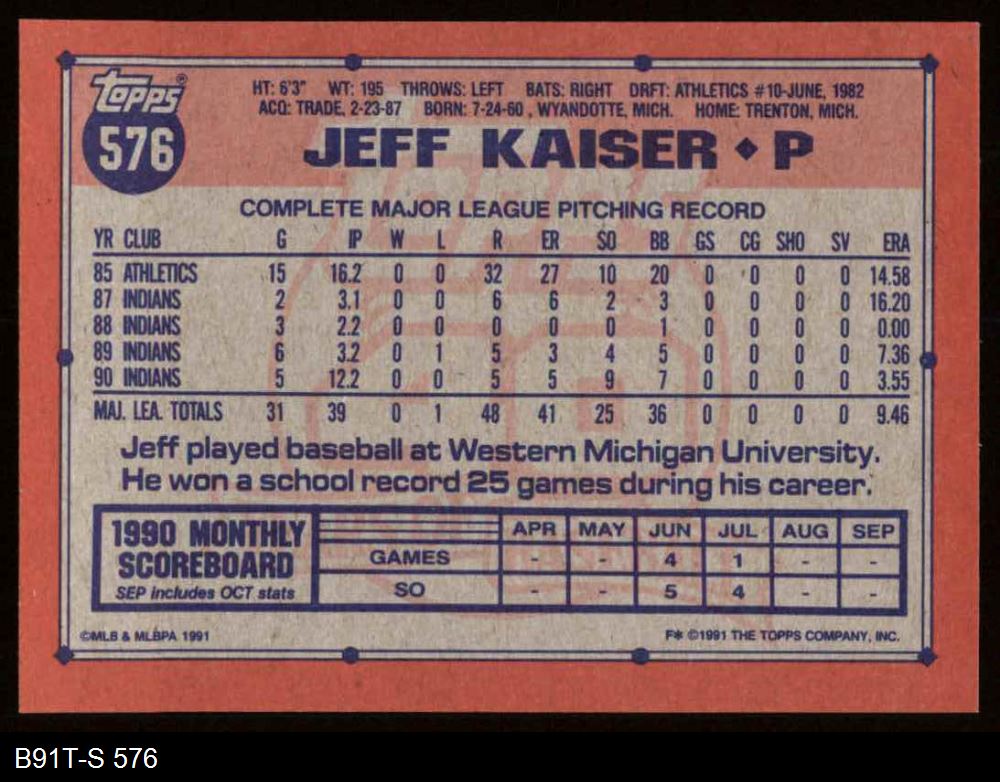 topps®
576
HT: 6'3" WT: 195 THROWS: LEFT BATS: RIGHT DRFT: ATHLETICS #10-JUNE, 1982
ACQ: TRADE, 2-23-87 BORN: 7-24-60 , WYANDOTTE, MICH. HOME: TRENTON, MICH.
JEFF KAISER ◆ P
COMPLETE MAJOR LEAGUE PITCHING RECORD
YR CLUB G IP W L R ER SO BB GS CG SHO SV ERA
85 ATHLETICS 15 16.2 0 0 32 27 10 20 0 0 0 0 14.58
87 INDIANS 2 3.1 0 0 6 6 2 3 0 0 0 0 16.20
88 INDIANS 3 2.2 0 0 0 0 0 1 0 0 0 0 0.00
89 INDIANS 6 3.2 0 1 5 3 4 5 0 0 0 0 7.36
90 INDIANS 5 12.2 0 0 5 5 9 7 0 0 0 0 3.55
MAJ. LEA. TOTALS 31 39 0 1 48 41 25 36 0 0 0 0 9.46
Jeff played baseball at Western Michigan University.
He won a school record 25 games during his career.
1990 MONTHLY SCOREBOARD
SEP includes OCT stats
APR MAY JUN JUL AUG SEP
GAMES - - 4 1 - -
SO - - 5 4 - -
©MLB & MLBPA 1991 F* ©1991 THE TOPPS COMPANY, INC.
B91T-S 576